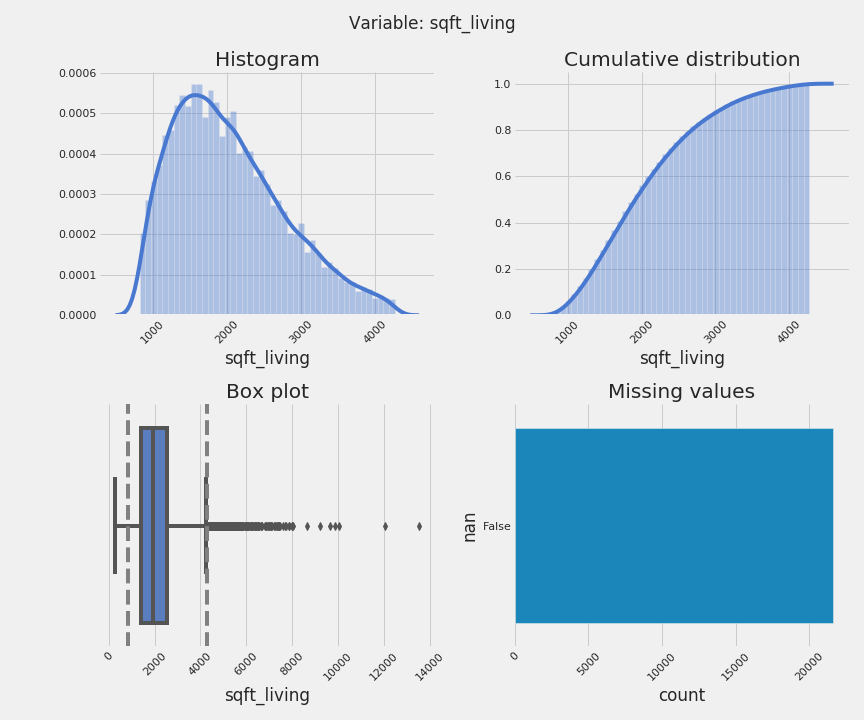 Variable: sqft_living
Histogram
0.0006
0.0005
0.0004
0.0003
0.0002
0.0001
0.0000
1000 2000 3000 4000
sqft_living
Cumulative distribution
1.0
0.8
0.6
0.4
0.2
0.0
1000 2000 3000 4000
sqft_living
Box plot
0 2000 4000 6000 8000 10000 12000 14000
sqft_living
Missing values
nan
False
0 5000 10000 15000 20000
count